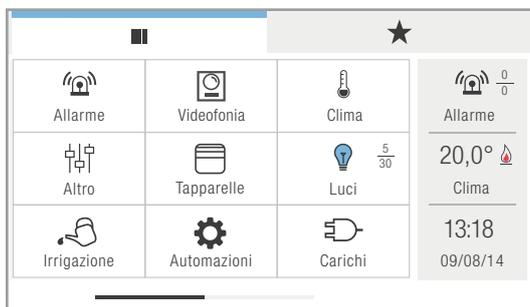 Allarme
Videofonia
Clima
0
0
Allarme
Altro
Tapparelle
5
30
Luci
20,0°
Clima
Irrigazione
Automazioni
Carichi
13:18
09/08/14